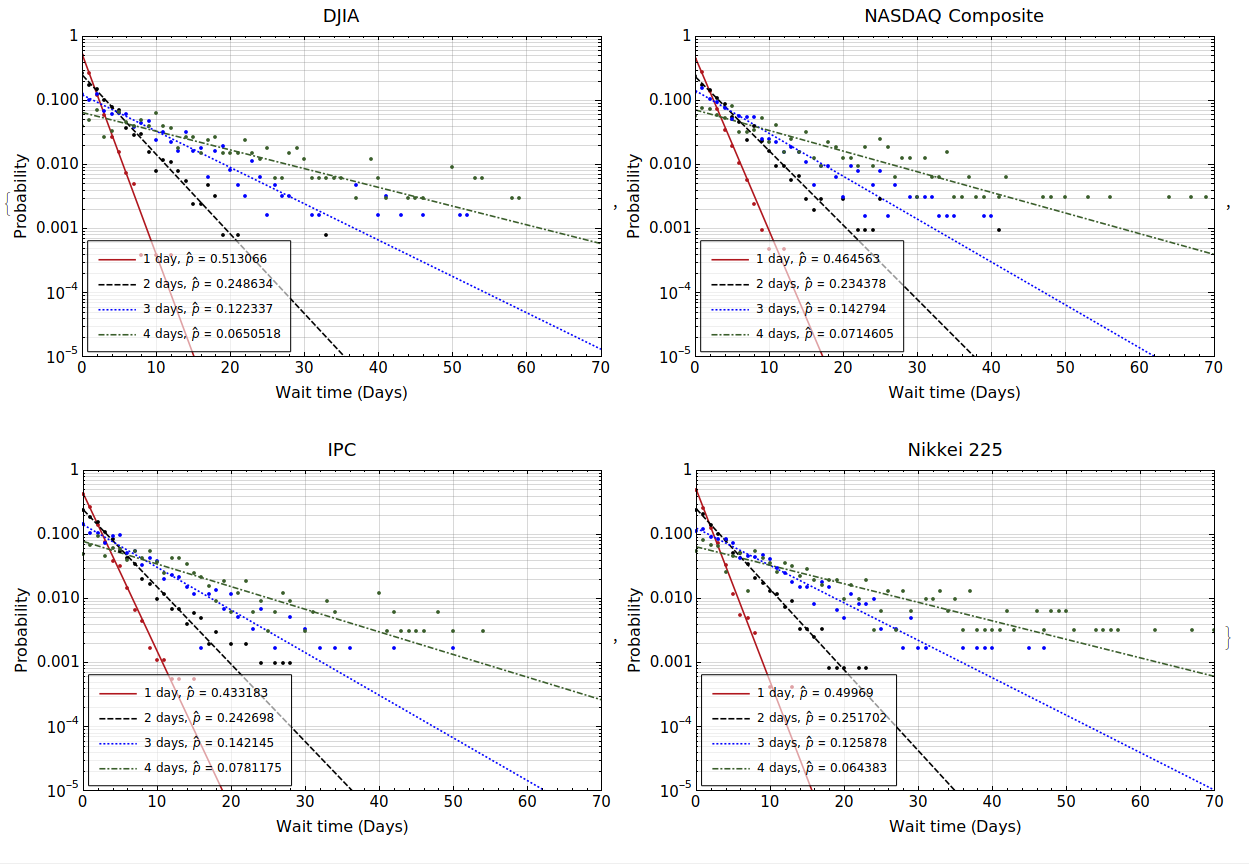 DJIA
1
0.100
0.010
0.001
10−4
10−5
Probability
1 day, p̂ = 0.513066
2 days, p̂ = 0.248634
3 days, p̂ = 0.122337
4 days, p̂ = 0.0650518
0 10 20 30 40 50 60 70
Wait time (Days)
{
,
NASDAQ Composite
1
0.100
0.010
0.001
10−4
10−5
Probability
1 day, p̂ = 0.464563
2 days, p̂ = 0.234378
3 days, p̂ = 0.142794
4 days, p̂ = 0.0714605
0 10 20 30 40 50 60 70
Wait time (Days)
,
IPC
1
0.100
0.010
0.001
10−4
10−5
Probability
1 day, p̂ = 0.433183
2 days, p̂ = 0.242698
3 days, p̂ = 0.142145
4 days, p̂ = 0.0781175
0 10 20 30 40 50 60 70
Wait time (Days)
,
Nikkei 225
1
0.100
0.010
0.001
10−4
10−5
Probability
1 day, p̂ = 0.49969
2 days, p̂ = 0.251702
3 days, p̂ = 0.125878
4 days, p̂ = 0.064383
0 10 20 30 40 50 60 70
Wait time (Days)
}